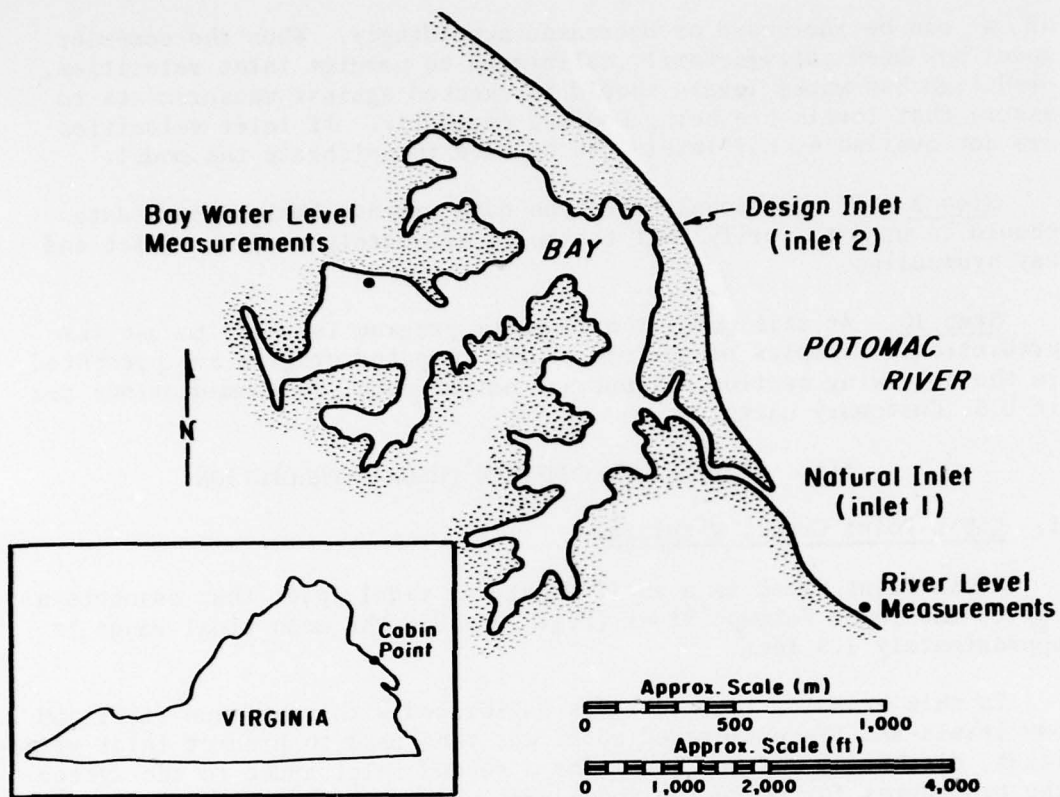 Bay Water Level
Measurements
BAY
Design Inlet
(inlet 2)
POTOMAC
RIVER
N
Natural Inlet
(inlet 1)
River Level
Measurements
Cabin
Point
VIRGINIA
Approx. Scale (m)
0 500 1,000
Approx. Scale (ft)
0 1,000 2,000 4,000